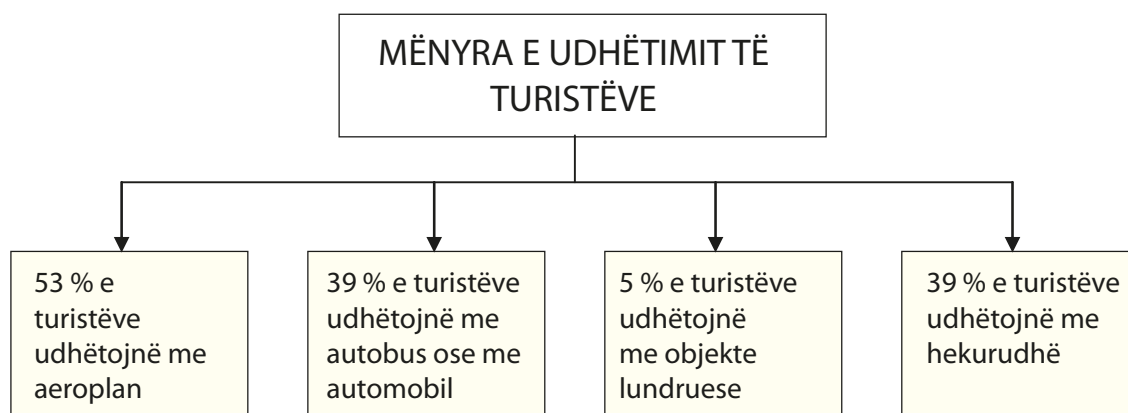 MËNYRA E UDHËTIMIT TË
TURISTËVE
53 % e
turistëve
udhëtojnë me
aeroplan
39 % e turistëve
udhëtojnë me
autobus ose me
automobil
5 % e turistëve
udhëtojnë
me objekte
lundruese
39 % e turistëve
udhëtojnë me
hekurudhë